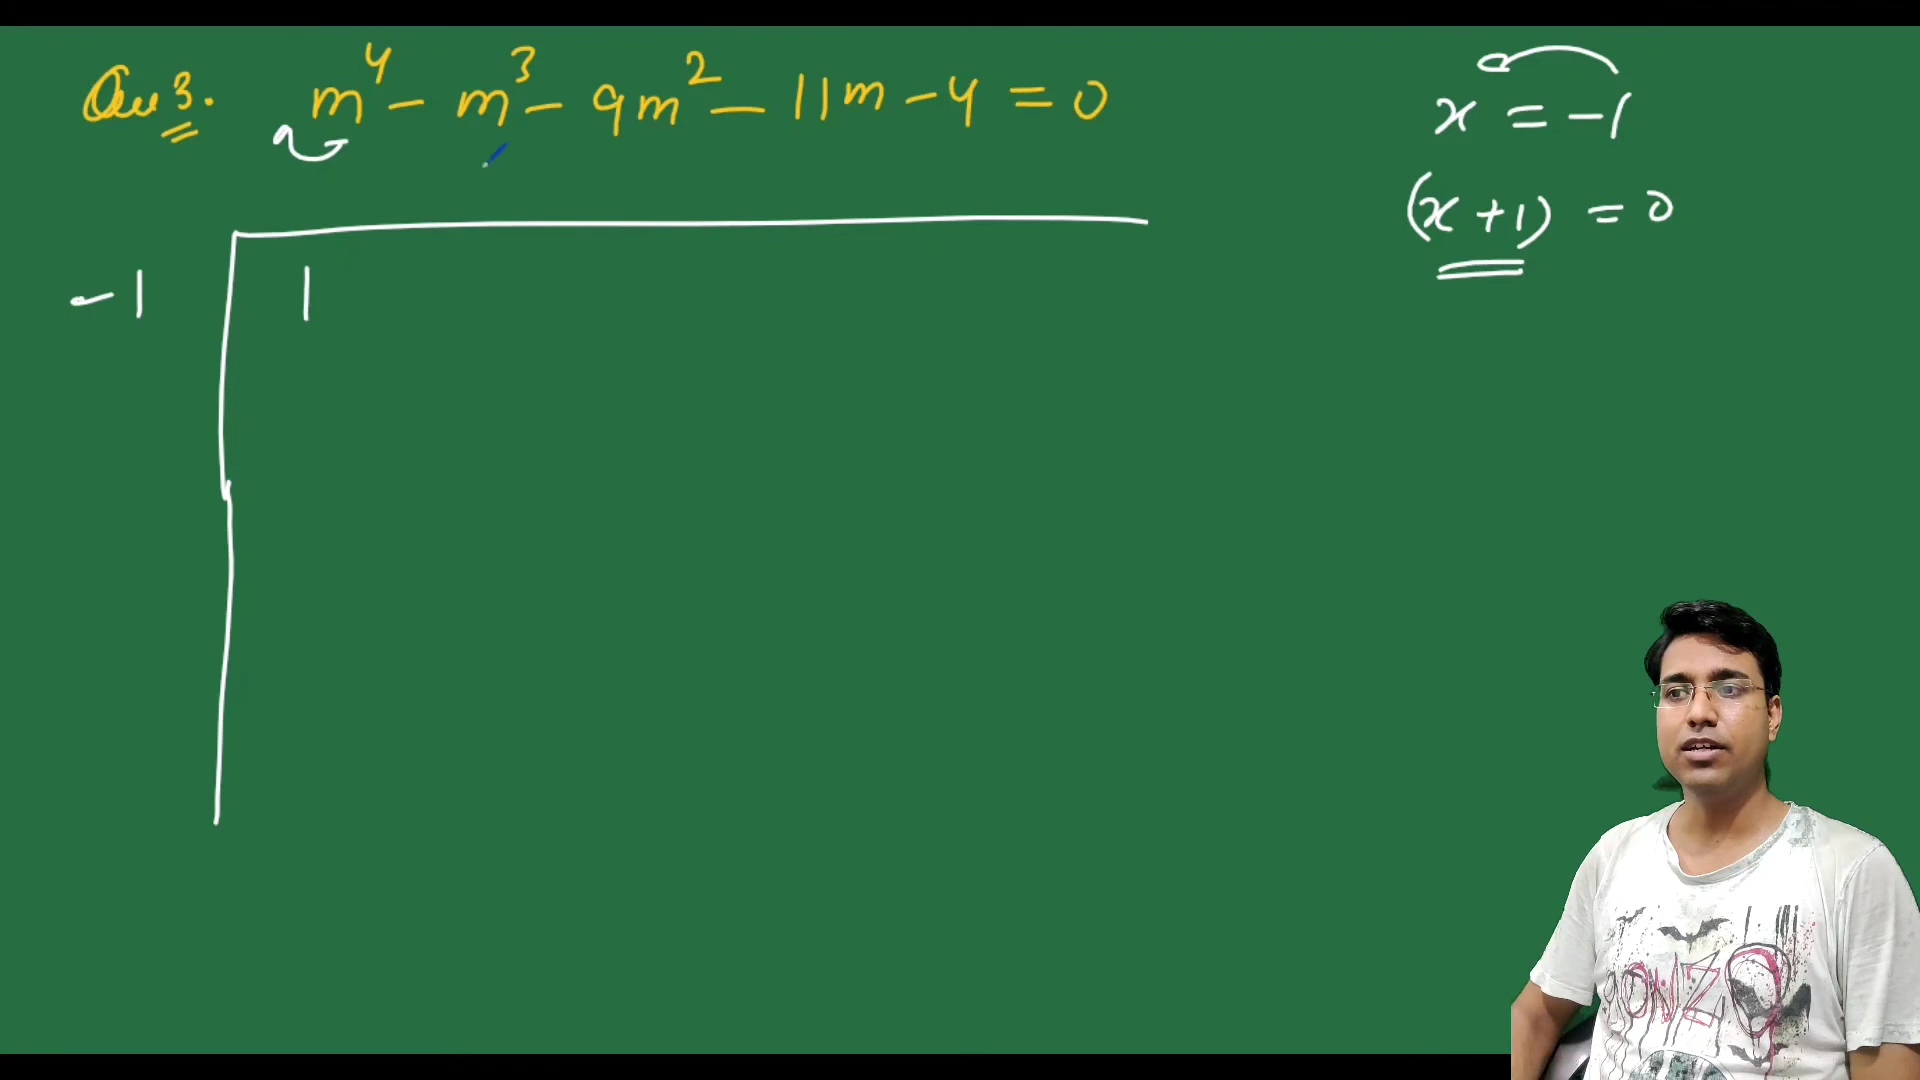 Que 3. m⁴ - m³ - 9m² - 11m - 4 = 0
x = -1
(x + 1) = 0
-1 1